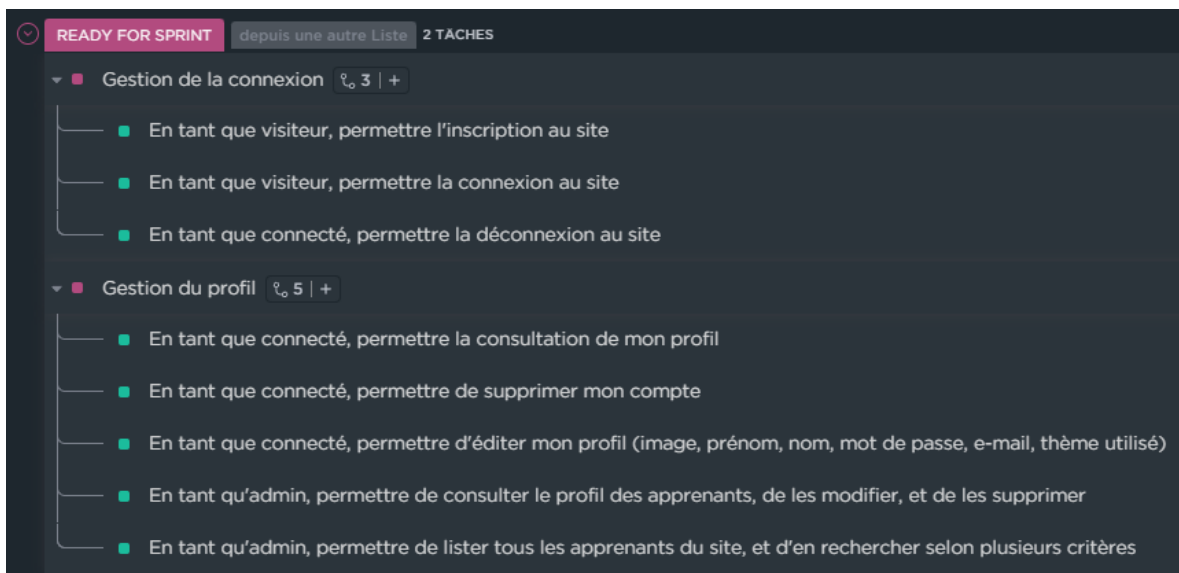 READY FOR SPRINT depuis une autre Liste 2 TÂCHES
Gestion de la connexion 3 | +
En tant que visiteur, permettre l'inscription au site
En tant que visiteur, permettre la connexion au site
En tant que connecté, permettre la déconnexion au site
Gestion du profil 5 | +
En tant que connecté, permettre la consultation de mon profil
En tant que connecté, permettre de supprimer mon compte
En tant que connecté, permettre d'éditer mon profil (image, prénom, nom, mot de passe, e-mail, thème utilisé)
En tant qu'admin, permettre de consulter le profil des apprenants, de les modifier, et de les supprimer
En tant qu'admin, permettre de lister tous les apprenants du site, et d'en rechercher selon plusieurs critères